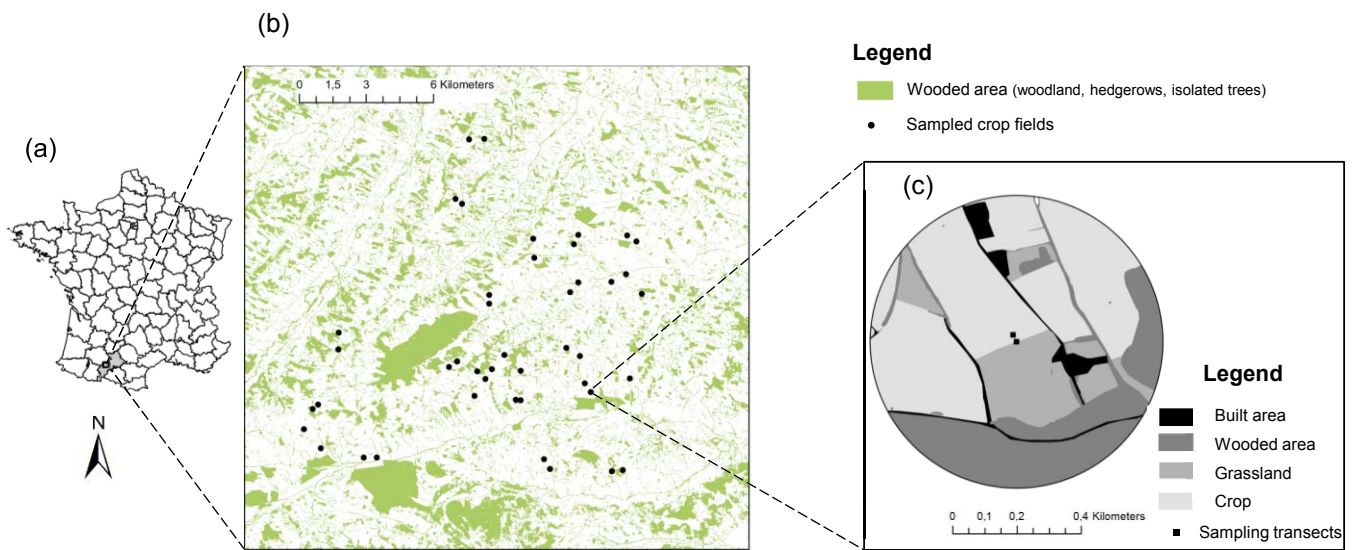 (b)
Legend
Wooded area (woodland, hedgerows, isolated trees)
Sampled crop fields
0 1,5 3 6 Kilometers
(a)
N
(c)
Legend
Built area
Wooded area
Grassland
Crop
Sampling transects
0 0,1 0,2 0,4 Kilometers